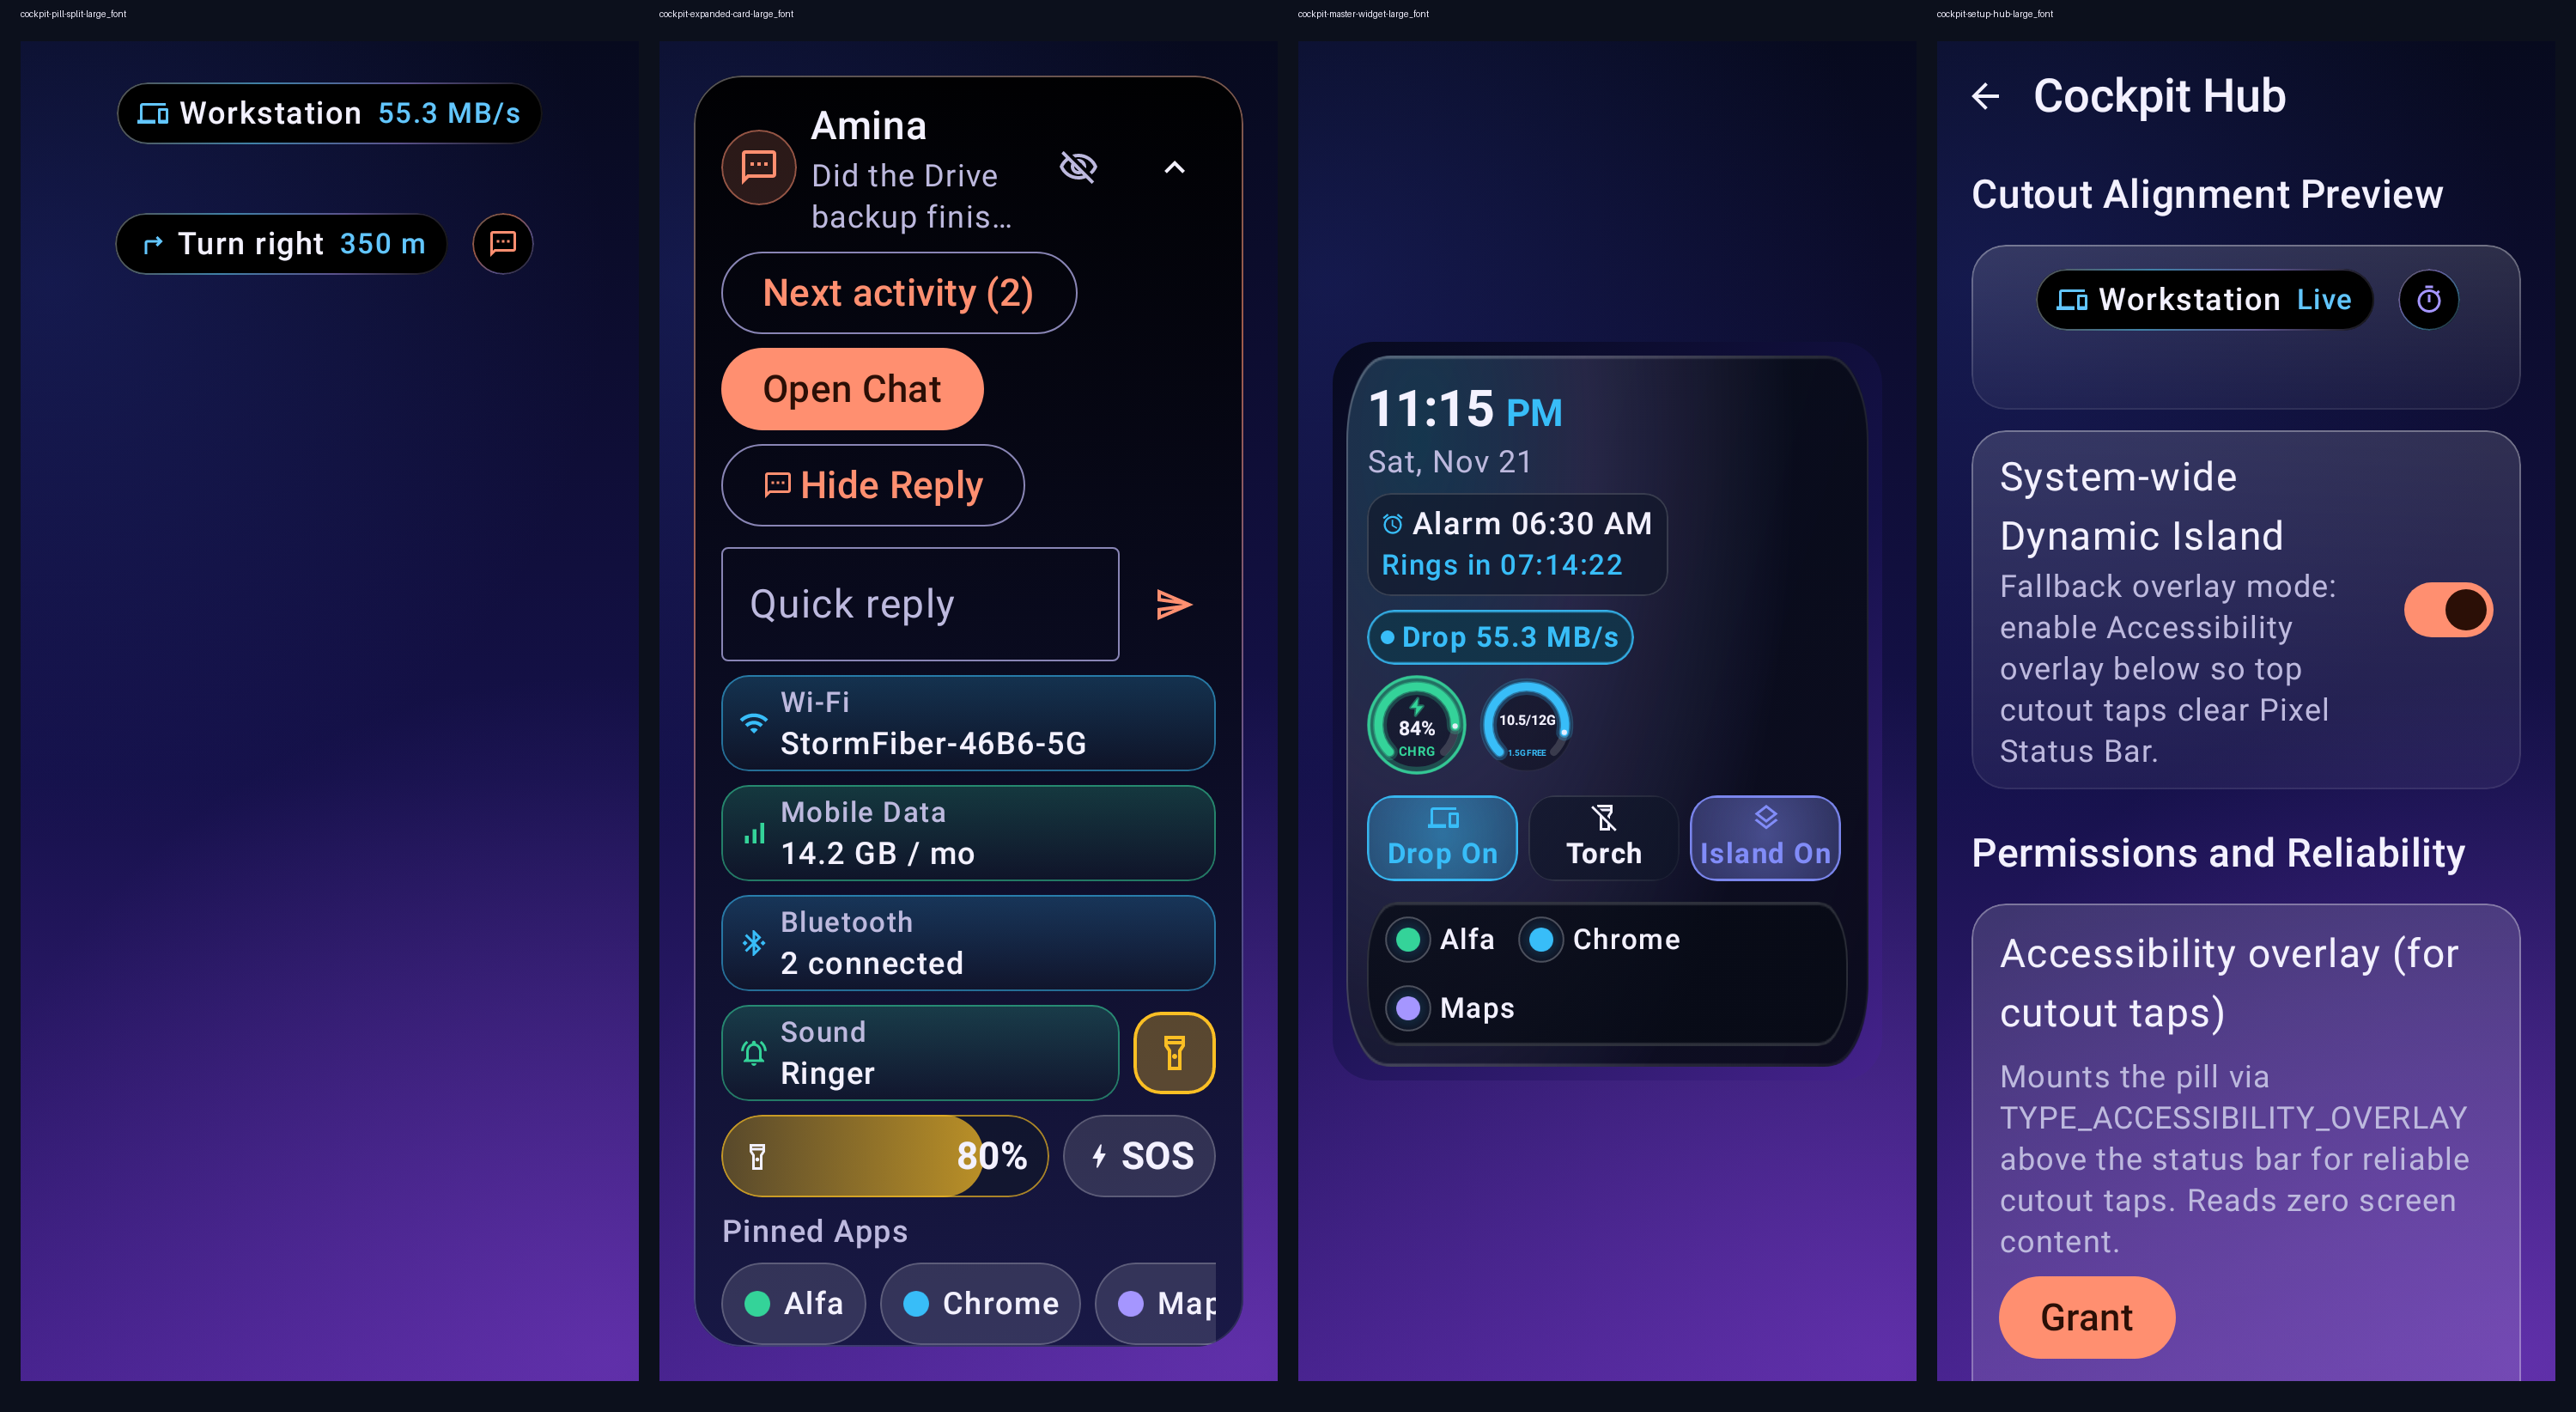 cockpit-pill-split-large_font
Workstation 55.3 MB/s
Turn right 350 m
cockpit-expanded-card-large_font
Amina
Did the Drive
backup finis...
Next activity (2)
Open Chat
Hide Reply
Quick reply
Wi-Fi
StormFiber-46B6-5G
Mobile Data
14.2 GB / mo
Bluetooth
2 connected
Sound
Ringer
80% SOS
Pinned Apps
Alfa Chrome Map
cockpit-master-widget-large_font
11:15 PM
Sat, Nov 21
Alarm 06:30 AM
Rings in 07:14:22
Drop 55.3 MB/s
84% 10.5/12G
CHRG 1.5G FREE
Drop On Torch Island On
Alfa Chrome
Maps
cockpit-setup-hub-large_font
Cockpit Hub
Cutout Alignment Preview
Workstation Live
System-wide
Dynamic Island
Fallback overlay mode:
enable Accessibility
overlay below so top
cutout taps clear Pixel
Status Bar.
Permissions and Reliability
Accessibility overlay (for
cutout taps)
Mounts the pill via
TYPE_ACCESSIBILITY_OVERLAY
above the status bar for reliable
cutout taps. Reads zero screen
content.
Grant